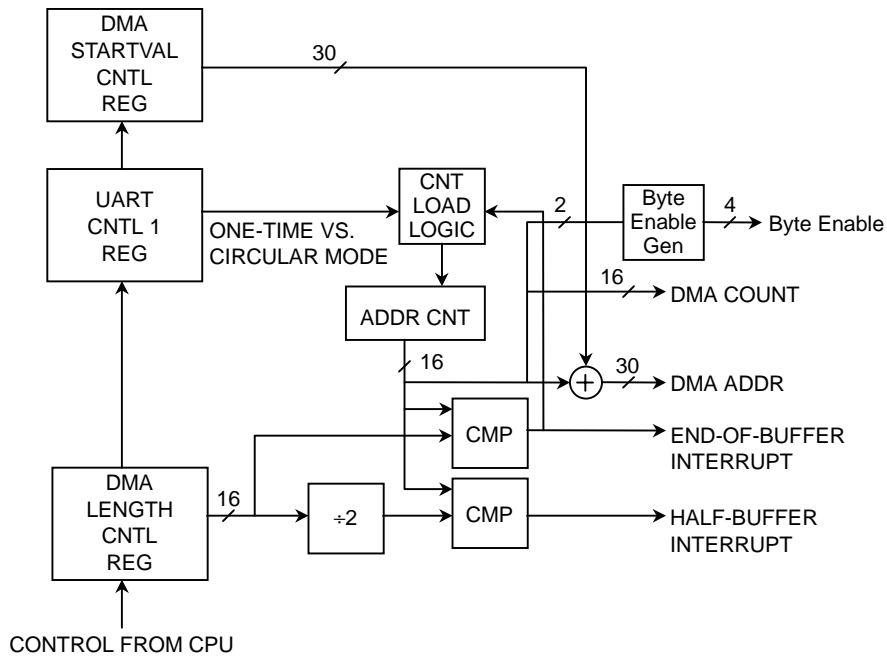 DMA
STARTVAL
CNTL
REG
30
UART
CNTL 1
REG
ONE-TIME VS.
CIRCULAR MODE
CNT
LOAD
LOGIC
2
Byte
Enable
Gen
4
Byte Enable
16
DMA COUNT
ADDR CNT
16
+
30
DMA ADDR
CMP
END-OF-BUFFER
INTERRUPT
DMA
LENGTH
CNTL
REG
16
÷2
CMP
HALF-BUFFER
INTERRUPT
CONTROL FROM CPU